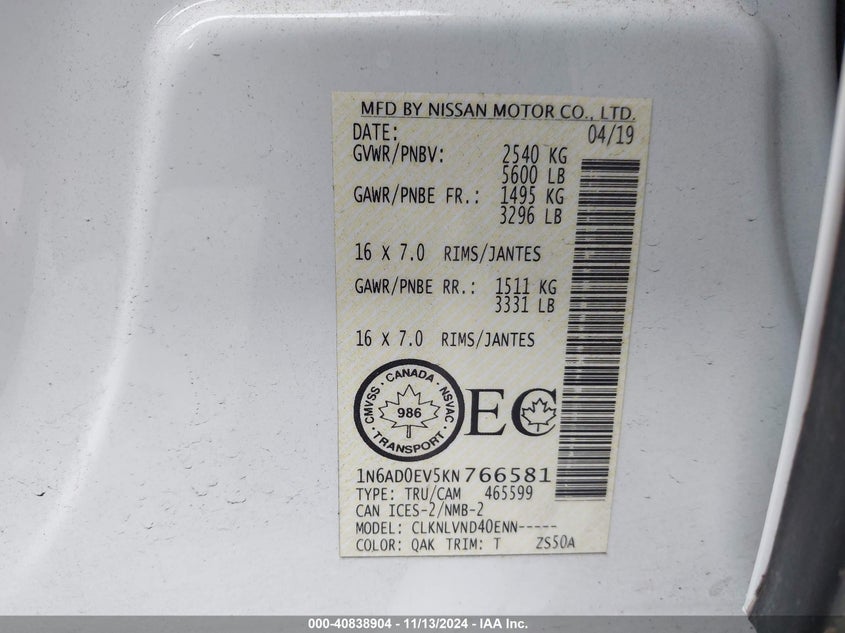 MFD BY NISSAN MOTOR CO., LTD.
DATE: 04/19
GVWR/PNBV: 2540 KG
5600 LB
GAWR/PNBE FR.: 1495 KG
3296 LB
16 X 7.0 RIMS/JANTES
GAWR/PNBE RR.: 1511 KG
3331 LB
16 X 7.0 RIMS/JANTES
CMVSS · CANADA · NSVAC · TRANSPORT ·
986
EC
1N6AD0EV5KN766581
TYPE: TRU/CAM 465599
CAN ICES-2/NMB-2
MODEL: CLKNLVND40ENN-----
COLOR: QAK TRIM: T ZS50A
000-40838904 - 11/13/2024 - IAA Inc.